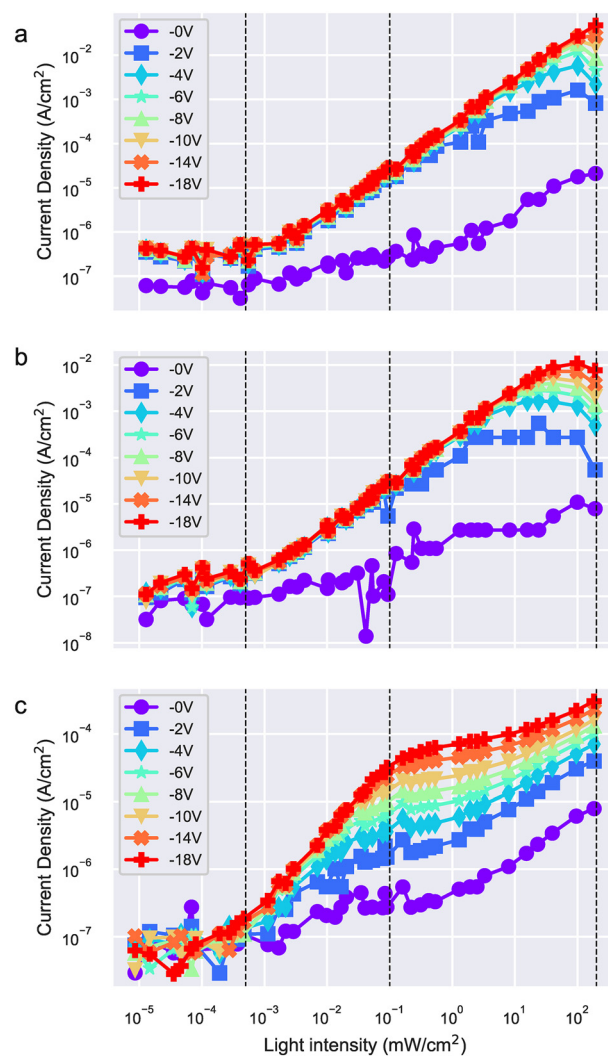 a
-0V
-2V
-4V
-6V
-8V
-10V
-14V
-18V
10⁻²
10⁻³
10⁻⁴
10⁻⁵
10⁻⁶
10⁻⁷
Current Density (A/cm²)
b
-0V
-2V
-4V
-6V
-8V
-10V
-14V
-18V
10⁻²
10⁻³
10⁻⁴
10⁻⁵
10⁻⁶
10⁻⁷
10⁻⁸
Current Density (A/cm²)
c
-0V
-2V
-4V
-6V
-8V
-10V
-14V
-18V
10⁻⁴
10⁻⁵
10⁻⁶
10⁻⁷
Current Density (A/cm²)
10⁻⁵ 10⁻⁴ 10⁻³ 10⁻² 10⁻¹ 10⁰ 10¹ 10²
Light intensity (mW/cm²)